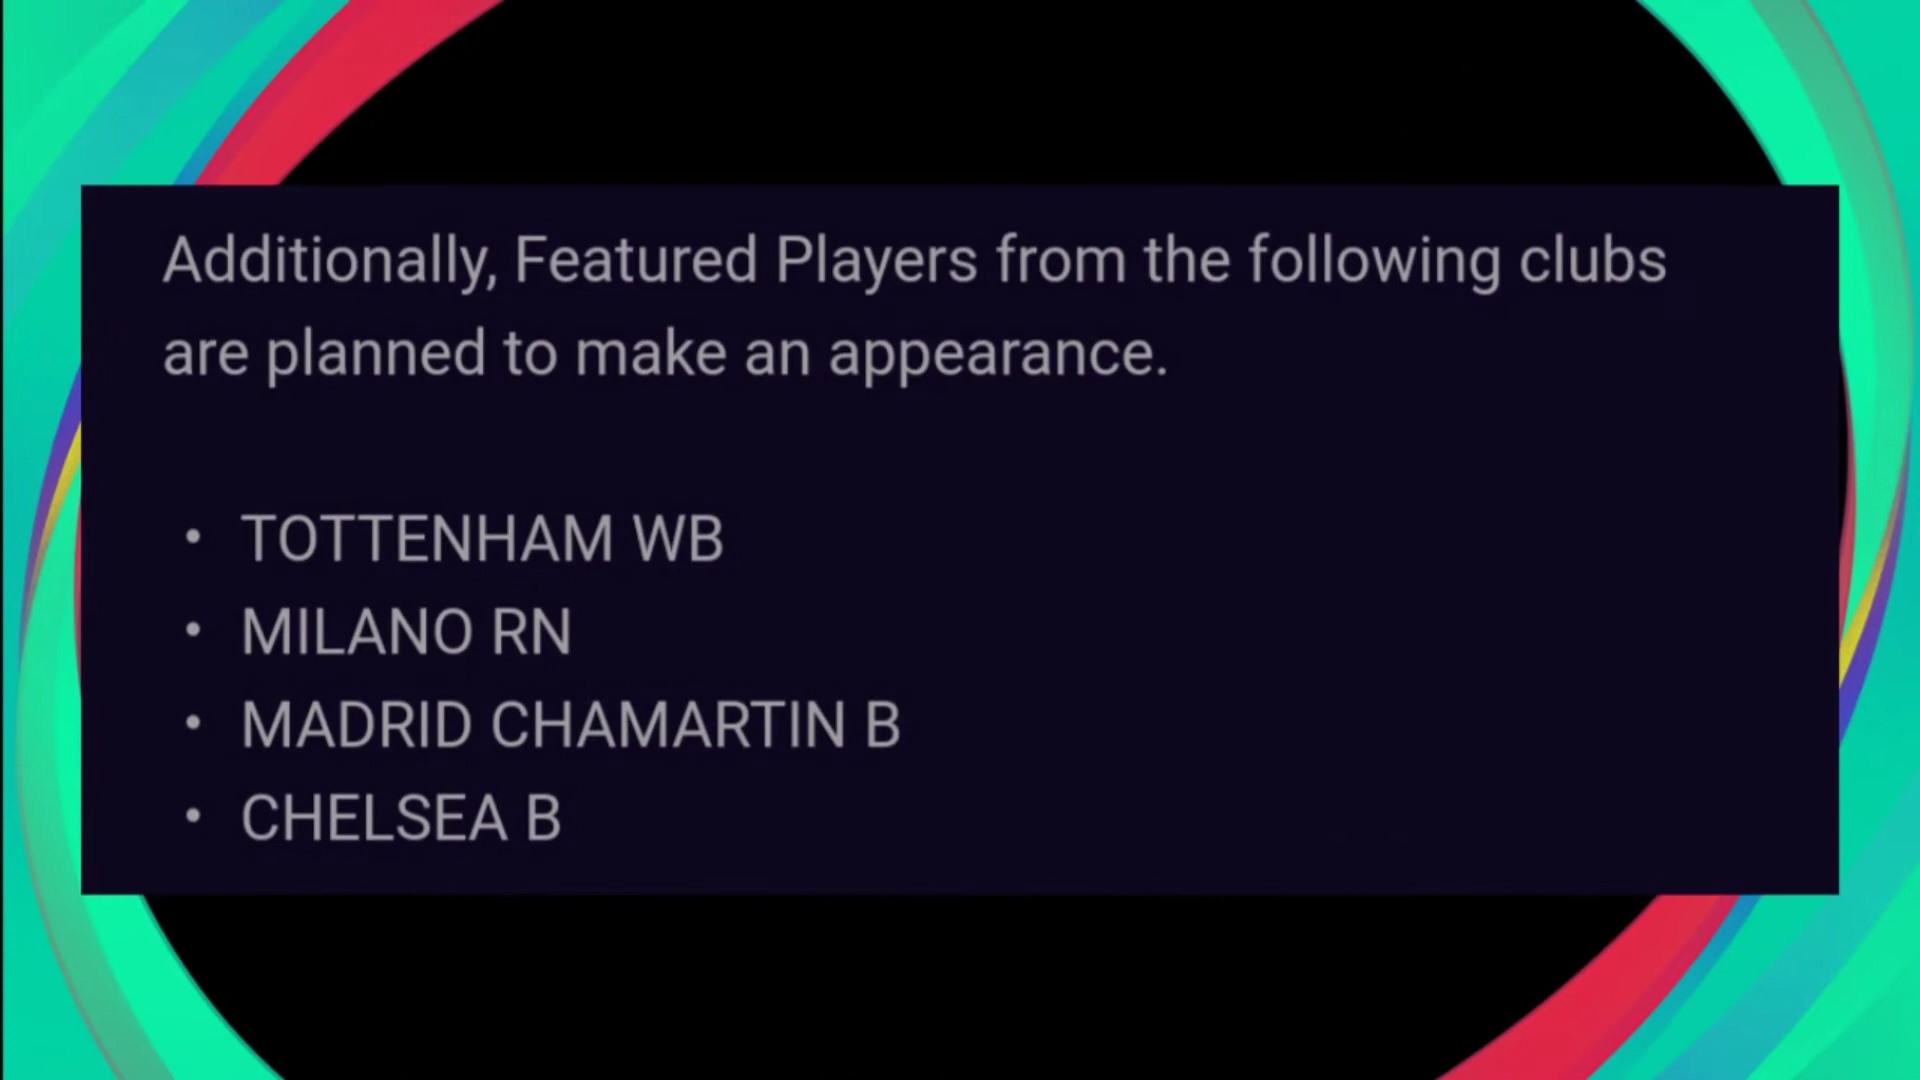 Additionally, Featured Players from the following clubs
are planned to make an appearance.
• TOTTENHAM WB
• MILANO RN
• MADRID CHAMARTIN B
• CHELSEA B